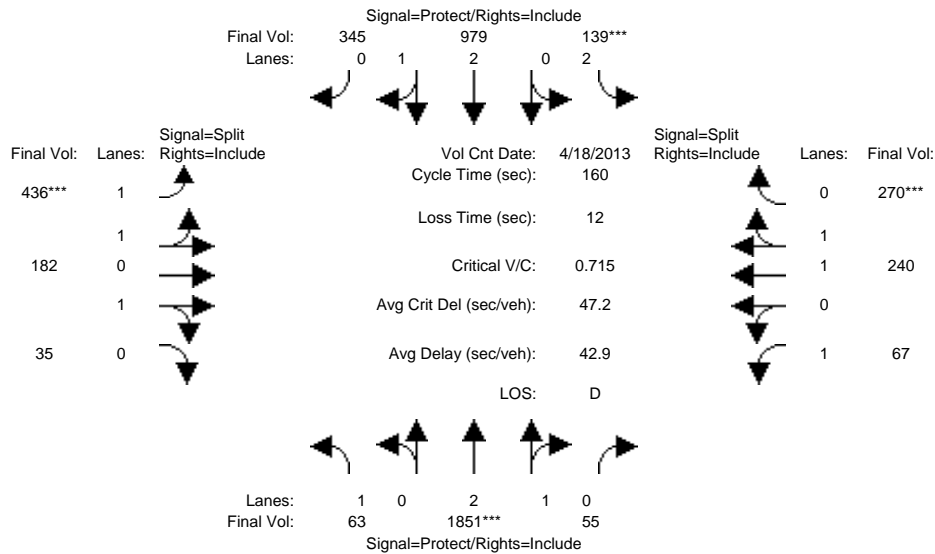 Signal=Protect/Rights=Include
Final Vol: 345 979 139***
Lanes: 0 1 2 0 2
Signal=Split
Final Vol: Lanes: Rights=Include
Vol Cnt Date: 4/18/2013
Signal=Split
Rights=Include Lanes: Final Vol:
Cycle Time (sec): 160
436*** 1
0 270***
Loss Time (sec): 12
1
1
182 0
Critical V/C: 0.715
1 240
1
Avg Crit Del (sec/veh): 47.2
0
35 0
Avg Delay (sec/veh): 42.9
1 67
LOS: D
Lanes: 1 0 2 1 0
Final Vol: 63 1851*** 55
Signal=Protect/Rights=Include